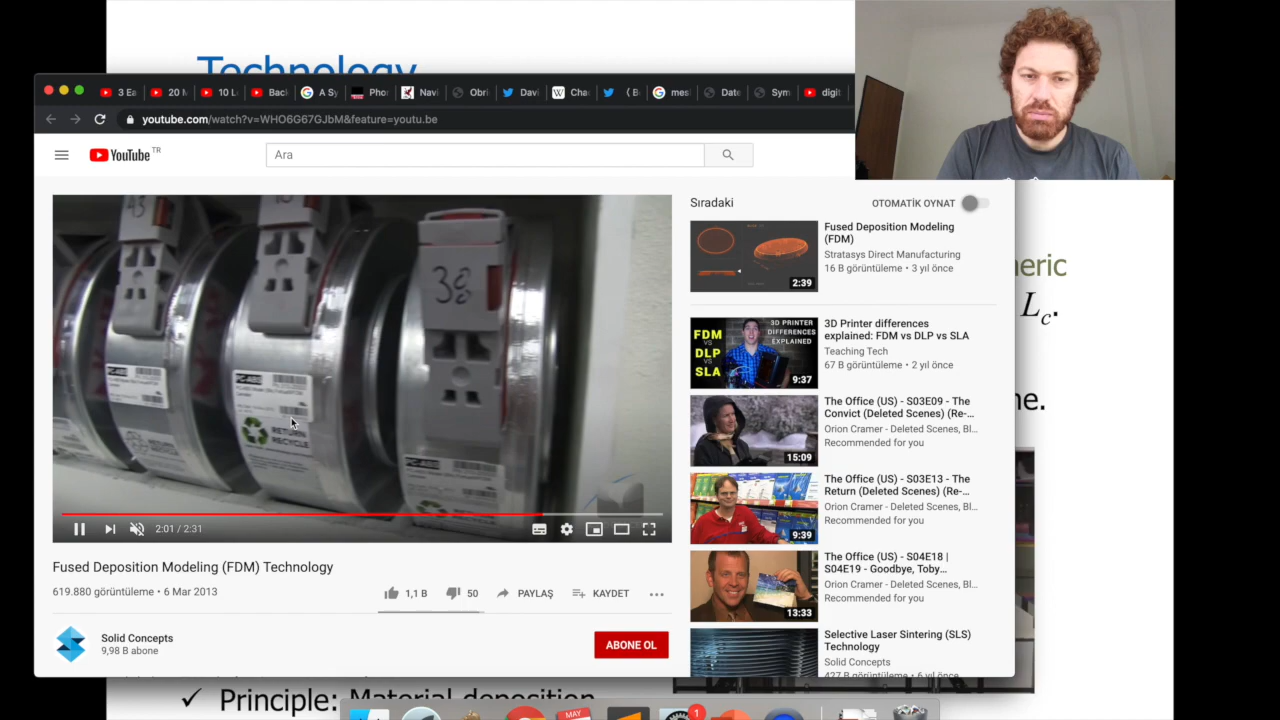 Technology
3 Ea
20 M
10 L
Back
A Sy
Pho
Navi
Obri
Davi
Cha
( B
mes
Date
Sym
digit
youtube.com/watch?v=WHO6G67GJbM&feature=youtu.be
YouTube TR
Ara
38
RETURN
RECYCLE
2:01 / 2:31
Fused Deposition Modeling (FDM) Technology
619.880 görüntüleme • 6 Mar 2013
1,1 B
50
PAYLAŞ
KAYDET
Solid Concepts
9,98 B abone
ABONE OL
Sıradaki
OTOMATİK OYNAT
2:39
Fused Deposition Modeling
(FDM)
Stratasys Direct Manufacturing
16 B görüntüleme • 3 yıl önce
FDM
VS
DLP
VS
SLA
3D PRINTER
DIFFERENCES
EXPLAINED
9:37
3D Printer differences
explained: FDM vs DLP vs SLA
Teaching Tech
67 B görüntüleme • 2 yıl önce
15:09
The Office (US) - S03E09 - The
Convict (Deleted Scenes) (Re-...
Orion Cramer - Deleted Scenes, Bl...
Recommended for you
9:39
The Office (US) - S03E13 - The
Return (Deleted Scenes) (Re-...
Orion Cramer - Deleted Scenes, Bl...
Recommended for you
13:33
The Office (US) - S04E18 |
S04E19 - Goodbye, Toby...
Orion Cramer - Deleted Scenes, Bl...
Recommended for you
Selective Laser Sintering (SLS)
Technology
Solid Concepts
427 B görüntüleme • 6 yıl önce
neric
Lc.
ne.
✓ Principle: Material deposition
MAY
1